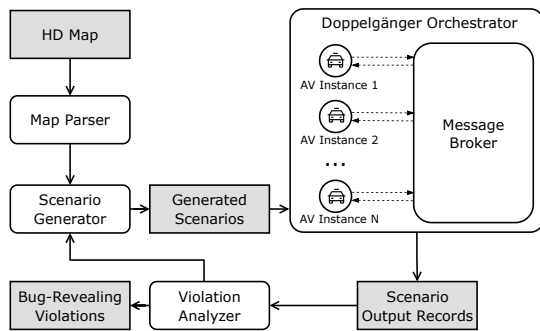 HD Map
Map Parser
Scenario
Generator
Generated
Scenarios
Doppelgänger Orchestrator
AV Instance 1
AV Instance 2
...
AV Instance N
Message
Broker
Bug-Revealing
Violations
Violation
Analyzer
Scenario
Output Records